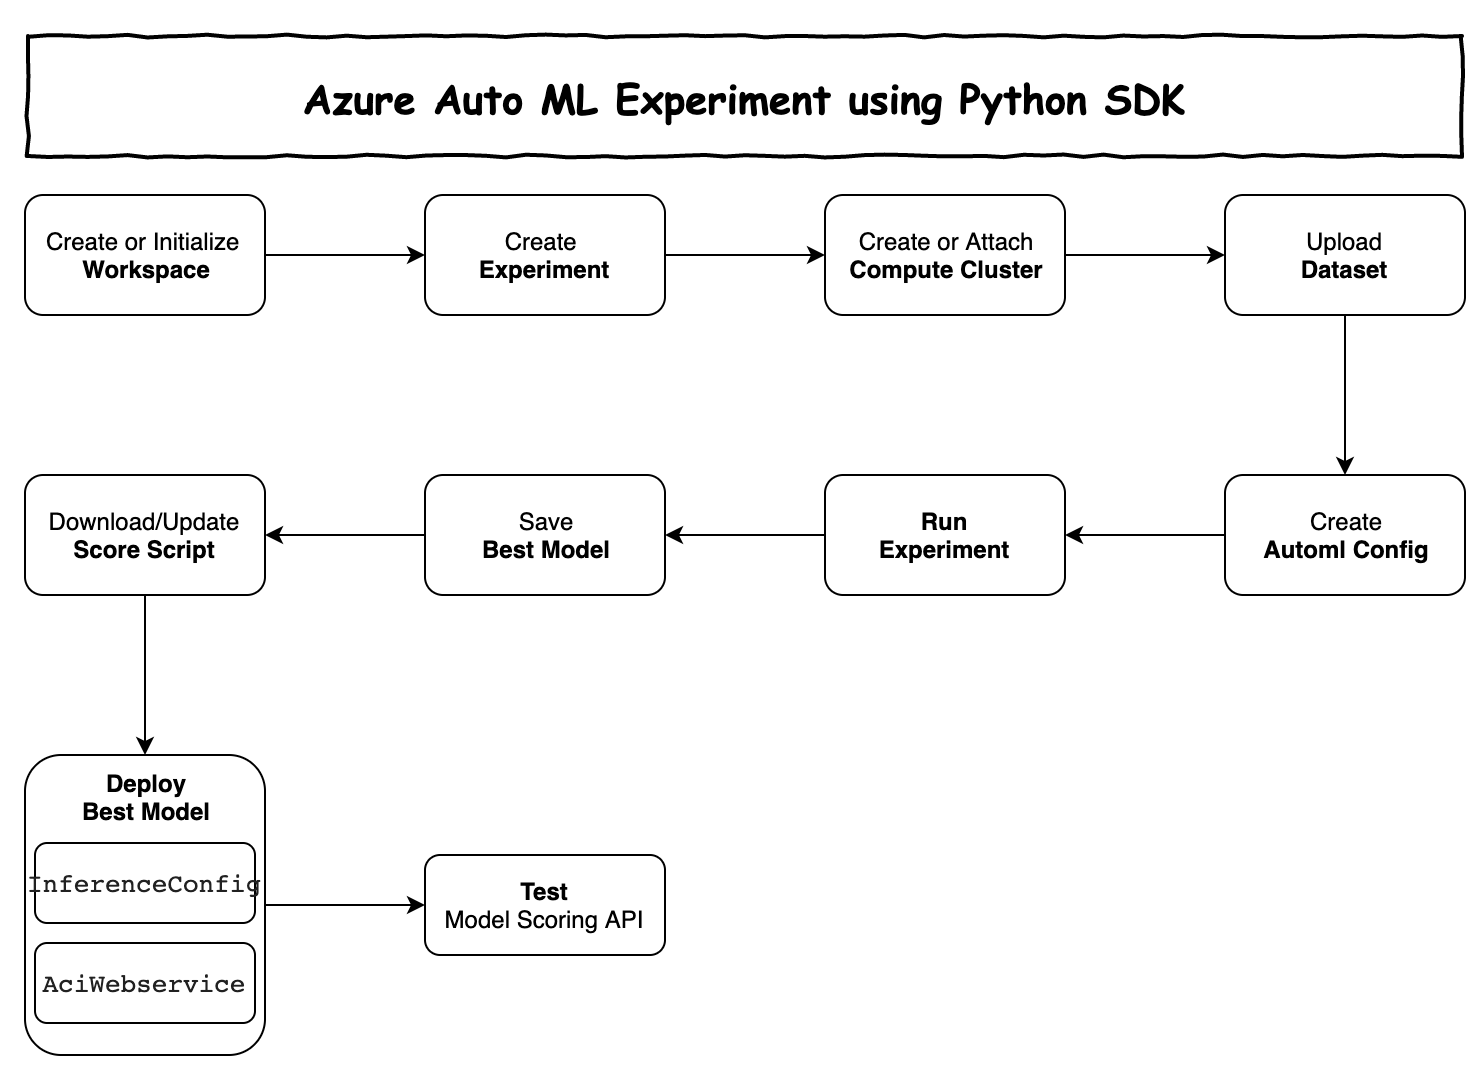 Azure Auto ML Experiment using Python SDK
Create or Initialize
Workspace
Create
Experiment
Create or Attach
Compute Cluster
Upload
Dataset
Download/Update
Score Script
Save
Best Model
Run
Experiment
Create
Automl Config
Deploy
Best Model
InferenceConfig
AciWebservice
Test
Model Scoring API